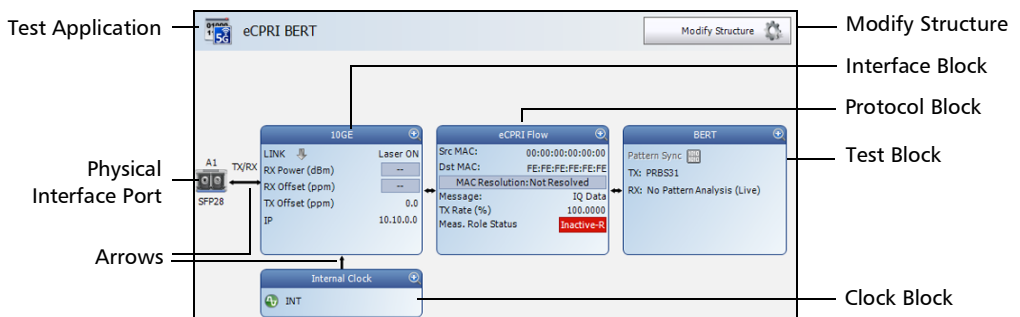 Test Application
5G
eCPRI BERT
Modify Structure
Modify Structure
Interface Block
Protocol Block
Test Block
Physical
Interface Port
A1
TX/RX
SFP28
Arrows
10GE
LINK
Laser ON
RX Power (dBm) --
RX Offset (ppm) --
TX Offset (ppm) 0.0
IP 10.10.0.0
eCPRI Flow
Src MAC: 00:00:00:00:00:00
Dst MAC: FE:FE:FE:FE:FE:FE
MAC Resolution:Not Resolved
Message: IQ Data
TX Rate (%) 100.0000
Meas. Role Status Inactive-R
BERT
Pattern Sync
TX: PRBS31
RX: No Pattern Analysis (Live)
Internal Clock
INT
Clock Block